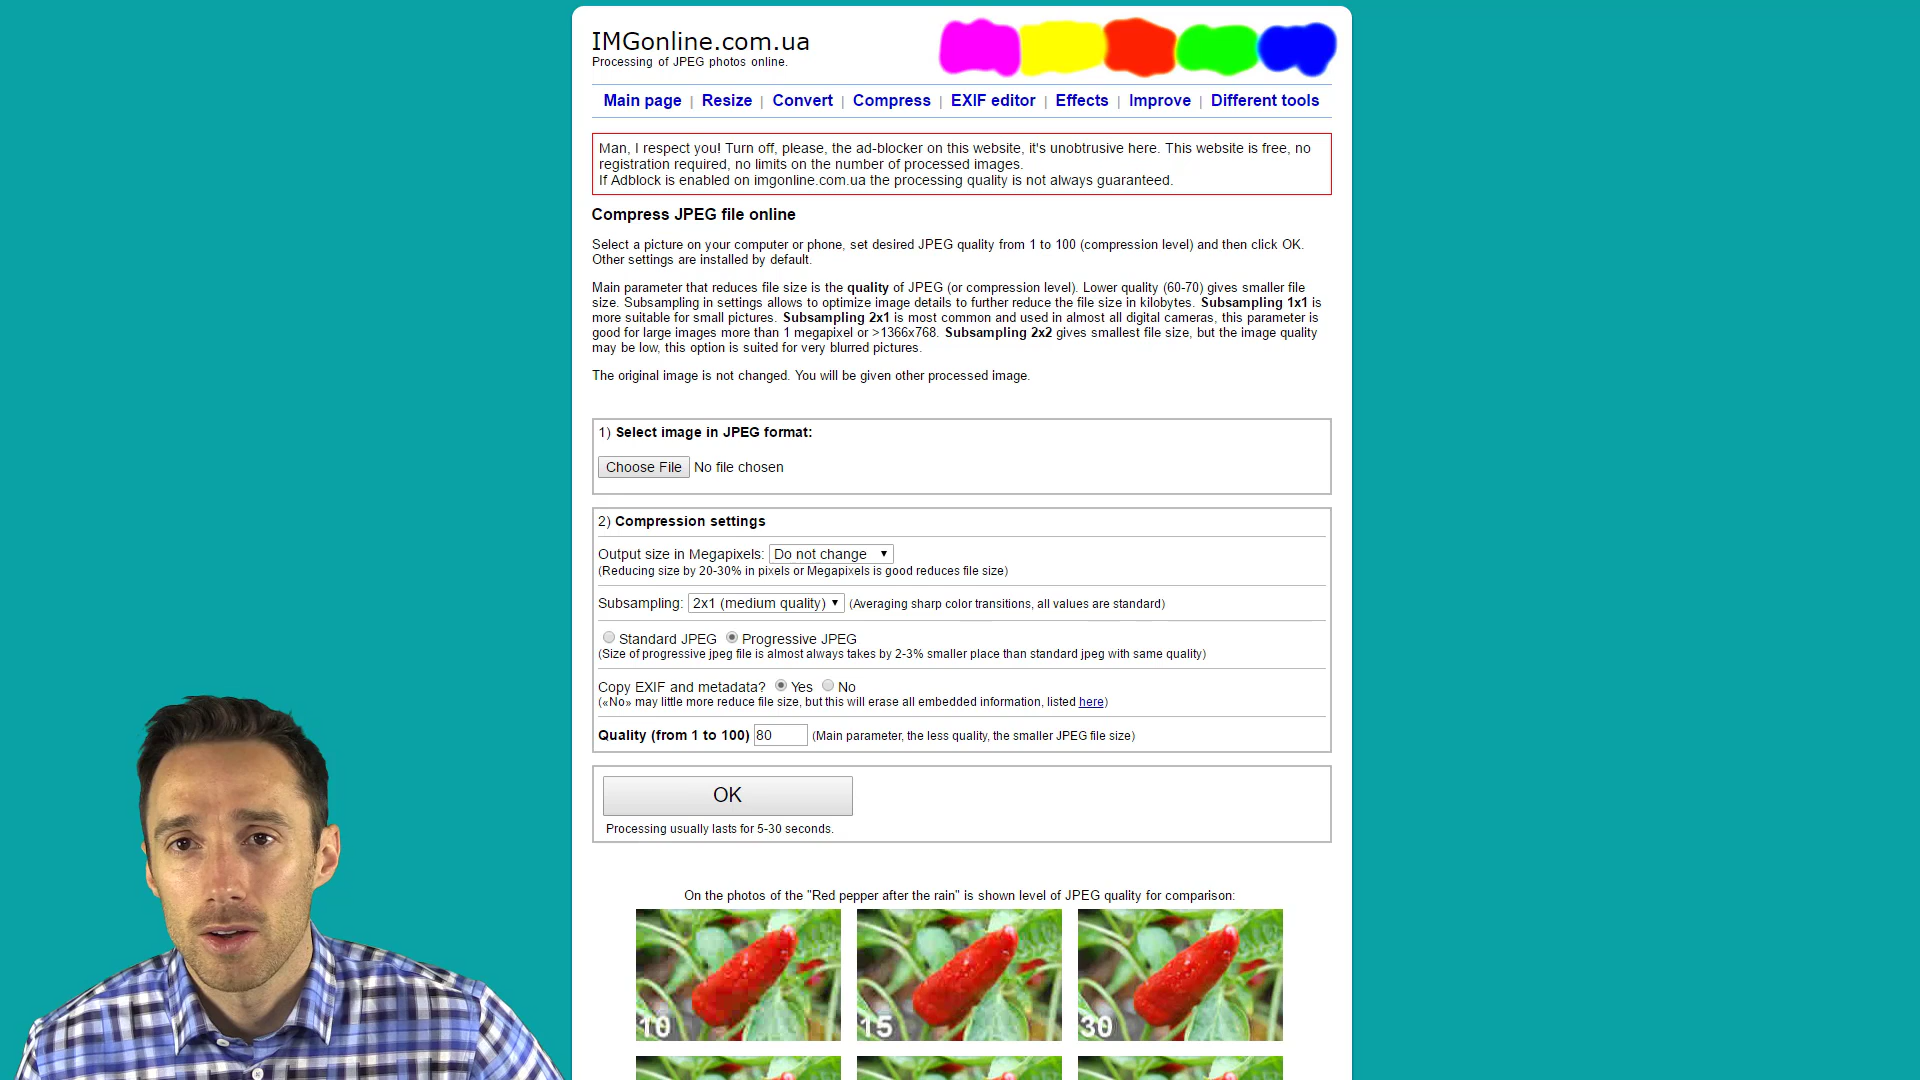 IMGonline.com.ua
Processing of JPEG photos online.
Main page | Resize | Convert | Compress | EXIF editor | Effects | Improve | Different tools
Man, I respect you! Turn off, please, the ad-blocker on this website, it's unobtrusive here. This website is free, no
registration required, no limits on the number of processed images.
If Adblock is enabled on imgonline.com.ua the processing quality is not always guaranteed.
Compress JPEG file online
Select a picture on your computer or phone, set desired JPEG quality from 1 to 100 (compression level) and then click OK.
Other settings are installed by default.
Main parameter that reduces file size is the quality of JPEG (or compression level). Lower quality (60-70) gives smaller file
size. Subsampling in settings allows to optimize image details to further reduce the file size in kilobytes. Subsampling 1x1 is
more suitable for small pictures. Subsampling 2x1 is most common and used in almost all digital cameras, this parameter is
good for large images more than 1 megapixel or >1366x768. Subsampling 2x2 gives smallest file size, but the image quality
may be low, this option is suited for very blurred pictures.
The original image is not changed. You will be given other processed image.
1) Select image in JPEG format:
Choose File No file chosen
2) Compression settings
Output size in Megapixels: Do not change
(Reducing size by 20-30% in pixels or Megapixels is good reduces file size)
Subsampling: 2x1 (medium quality) (Averaging sharp color transitions, all values are standard)
Standard JPEG Progressive JPEG
(Size of progressive jpeg file is almost always takes by 2-3% smaller place than standard jpeg with same quality)
Copy EXIF and metadata? Yes No
(«No» may little more reduce file size, but this will erase all embedded information, listed here)
Quality (from 1 to 100) 80 (Main parameter, the less quality, the smaller JPEG file size)
OK
Processing usually lasts for 5-30 seconds.
On the photos of the "Red pepper after the rain" is shown level of JPEG quality for comparison:
10 15 30